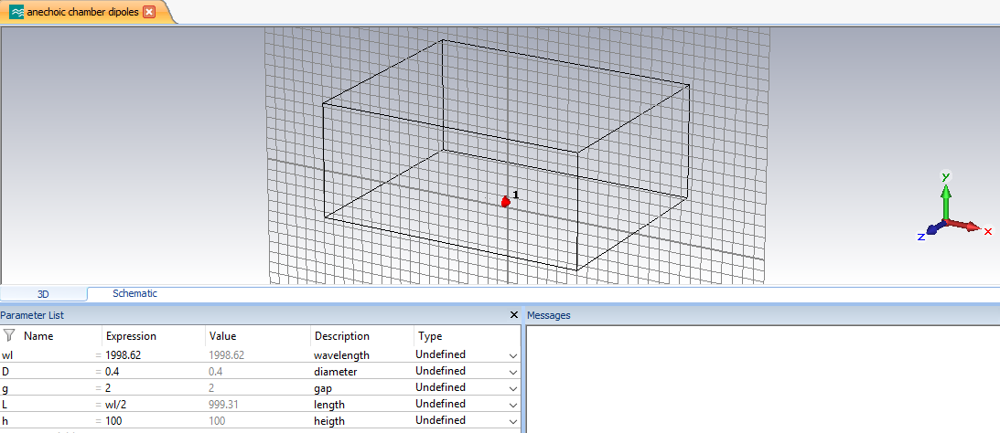 anechoic chamber dipoles
1
y
x
z
3D Schematic
Parameter List
Messages
Name Expression Value Description Type
wl = 1998.62 1998.62 wavelength Undefined
D = 0.4 0.4 diameter Undefined
g = 2 2 gap Undefined
L = wl/2 999.31 length Undefined
h = 100 100 heigth Undefined